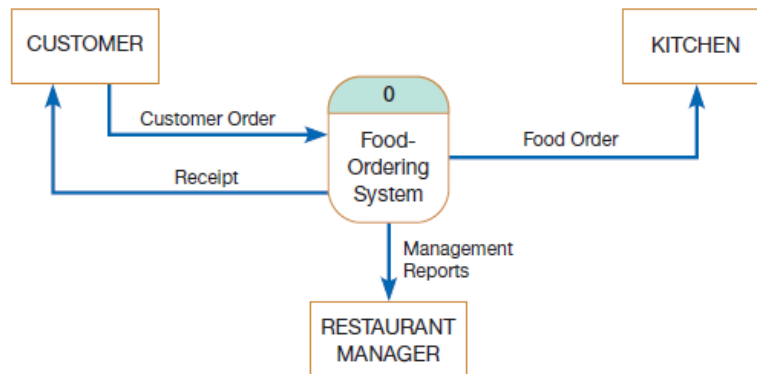 CUSTOMER
KITCHEN
0
Customer Order
Food-
Ordering
System
Food Order
Receipt
Management
Reports
RESTAURANT
MANAGER